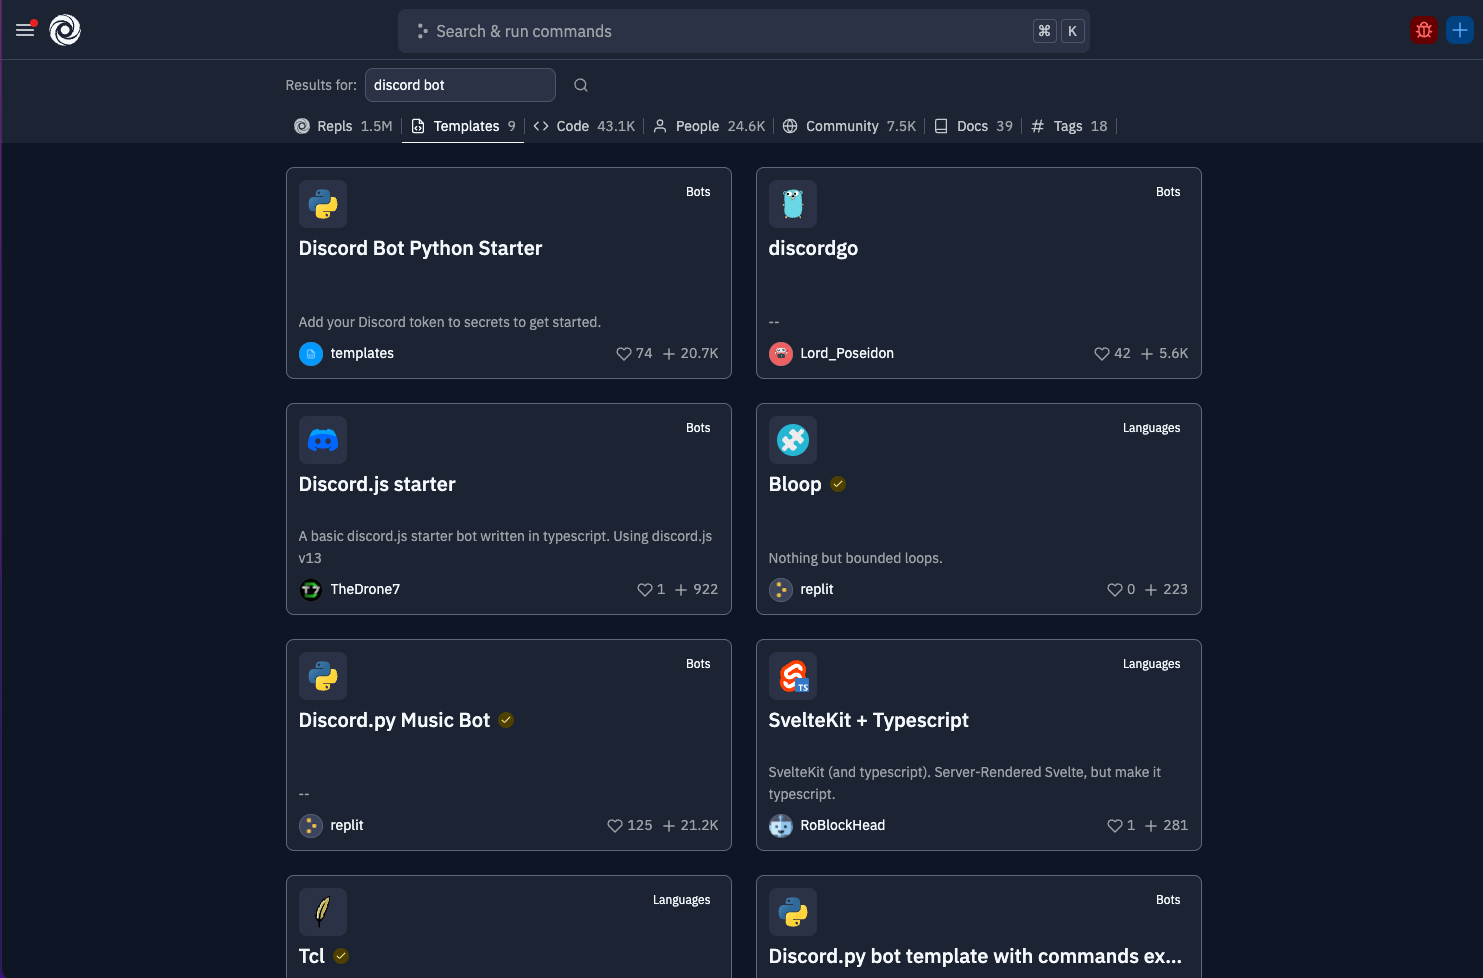 Search & run commands
⌘ K
Results for: discord bot
Repls 1.5M Templates 9 Code 43.1K People 24.6K Community 7.5K Docs 39 Tags 18
Bots
Discord Bot Python Starter
Add your Discord token to secrets to get started.
templates 74 20.7K
Bots
discordgo
--
Lord_Poseidon 42 5.6K
Bots
Discord.js starter
A basic discord.js starter bot written in typescript. Using discord.js
v13
T7 TheDrone7 1 922
Languages
Bloop
Nothing but bounded loops.
replit 0 223
Bots
Discord.py Music Bot
--
replit 125 21.2K
Languages
TS
SvelteKit + Typescript
SvelteKit (and typescript). Server-Rendered Svelte, but make it
typescript.
RoBlockHead 1 281
Languages
Tcl
Bots
Discord.py bot template with commands ex...